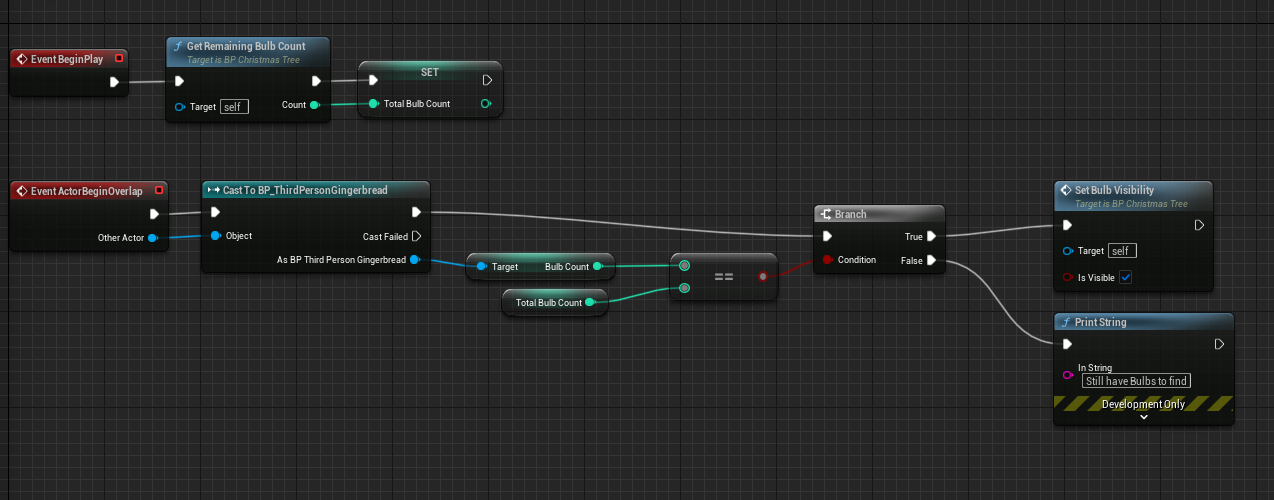 Event BeginPlay
f Get Remaining Bulb Count
Target is BP Christmas Tree
Target self
Count
SET
Total Bulb Count
Event ActorBeginOverlap
Other Actor
Cast To BP_ThirdPersonGingerbread
Object
Cast Failed
As BP Third Person Gingerbread
Target Bulb Count
Total Bulb Count
==
Branch
True
Condition False
Set Bulb Visibility
Target is BP Christmas Tree
Target self
Is Visible
f Print String
In String
Still have Bulbs to find
Development Only